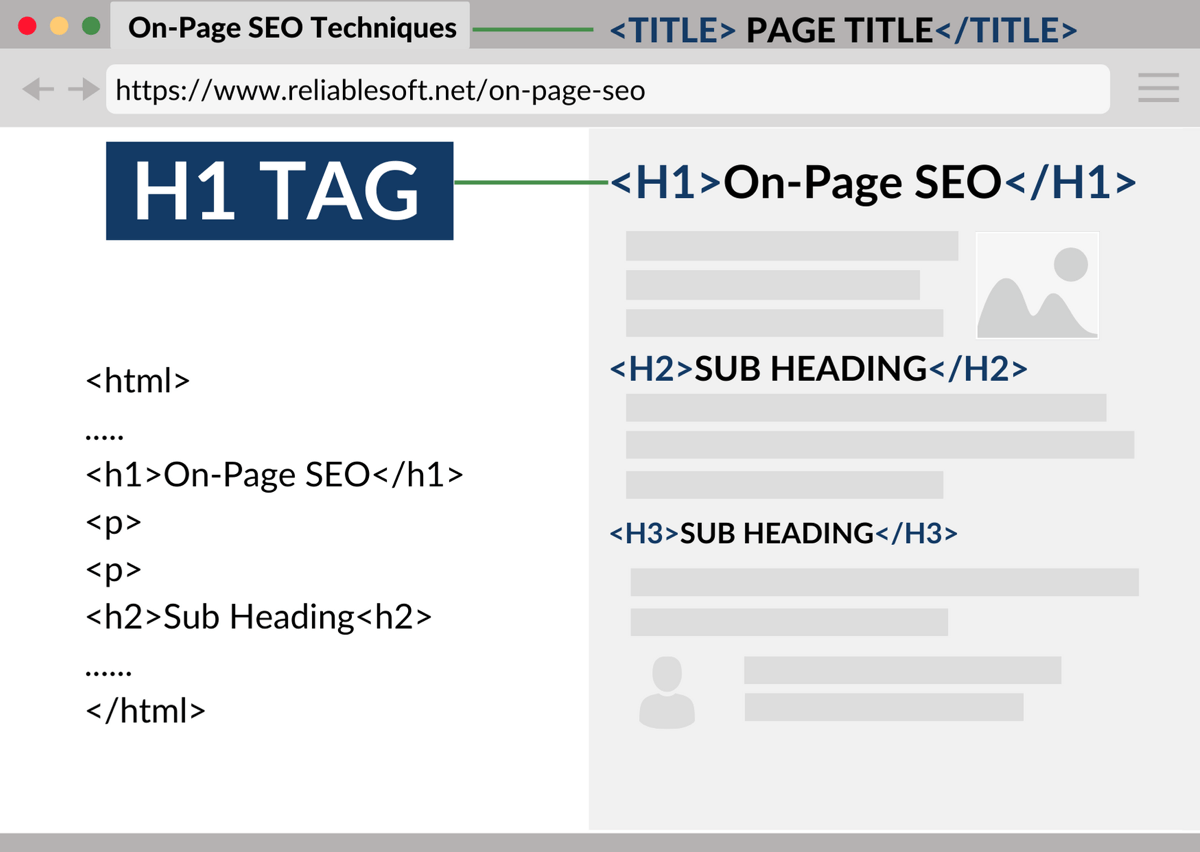 On-Page SEO Techniques
<TITLE> PAGE TITLE</TITLE>
https://www.reliablesoft.net/on-page-seo
H1 TAG
<html>
.....
<h1>On-Page SEO</h1>
<p>
<p>
<h2>Sub Heading<h2>
......
</html>
<H1>On-Page SEO</H1>
<H2>SUB HEADING</H2>
<H3>SUB HEADING</H3>